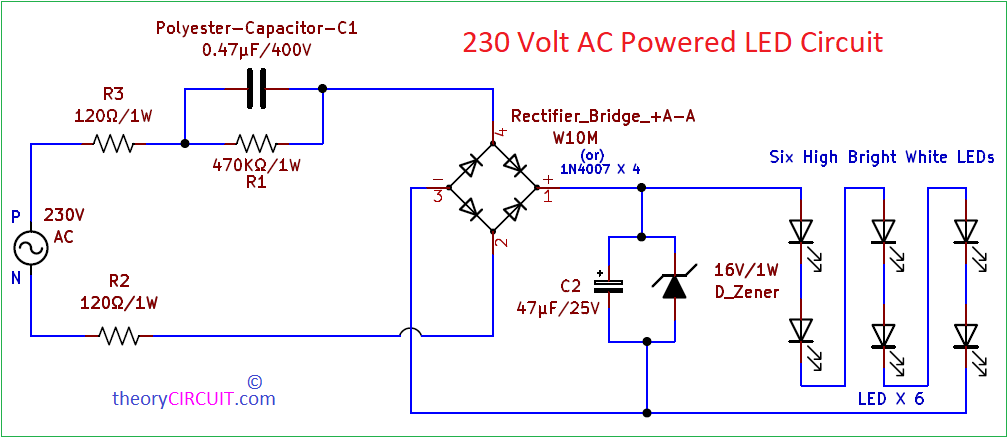 Polyester-Capacitor-C1
0.47µF/400V
230 Volt AC Powered LED Circuit
R3
120Ω/1W
470KΩ/1W
R1
Rectifier_Bridge_+A-A
W10M
(or)
1N4007 X 4
4
−
3
+
1
2
Six High Bright White LEDs
P
230V
AC
N
R2
120Ω/1W
+
C2
47µF/25V
16V/1W
D_Zener
LED X 6
©
theoryCIRCUIT.com